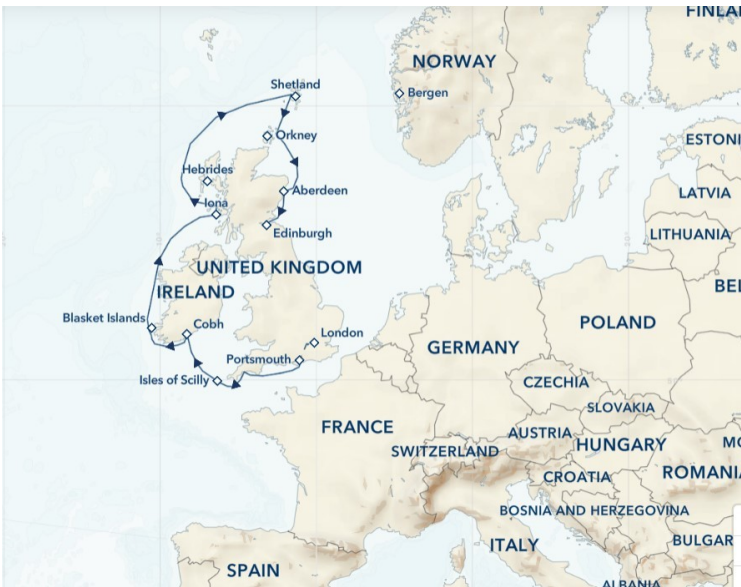 FINLA
NORWAY
Shetland
Bergen
Orkney
ESTONI
Hebrides
Aberdeen
LATVIA
Iona
Edinburgh
LITHUANIA
UNITED KINGDOM
IRELAND
BEL
Blasket Islands
Cobh
London
POLAND
GERMANY
Portsmouth
Isles of Scilly
CZECHIA
SLOVAKIA
FRANCE
AUSTRIA
HUNGARY
MO
SWITZERLAND
CROATIA
ROMANIA
BOSNIA AND HERZEGOVINA
BULGAR
ITALY
SPAIN
ALBANIA